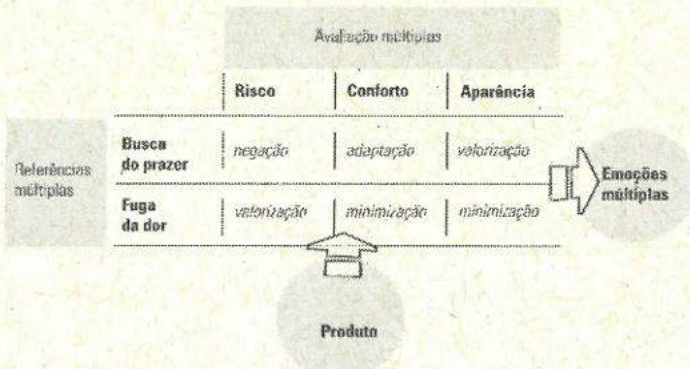 Avaliação múltiplas
Risco Conforto Aparência
Referências
múltiplas
Busca
do prazer
negação adaptação valorização
Fuga
da dor
valorização minimização minimização
Emoções
múltiplas
Produto